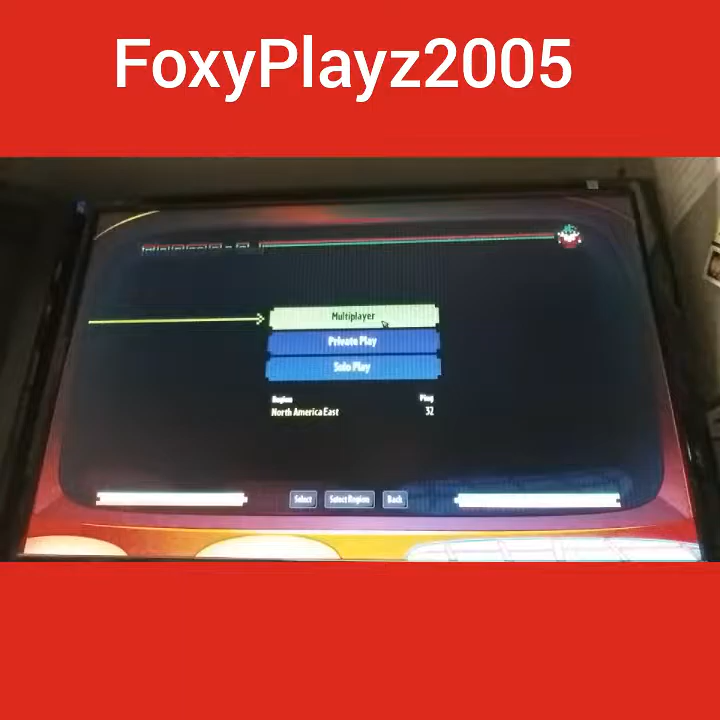 FoxyPlayz2005
Multiplayer
Private Play
Solo Play
Region Ping
North America East 32
Select Select Region Back